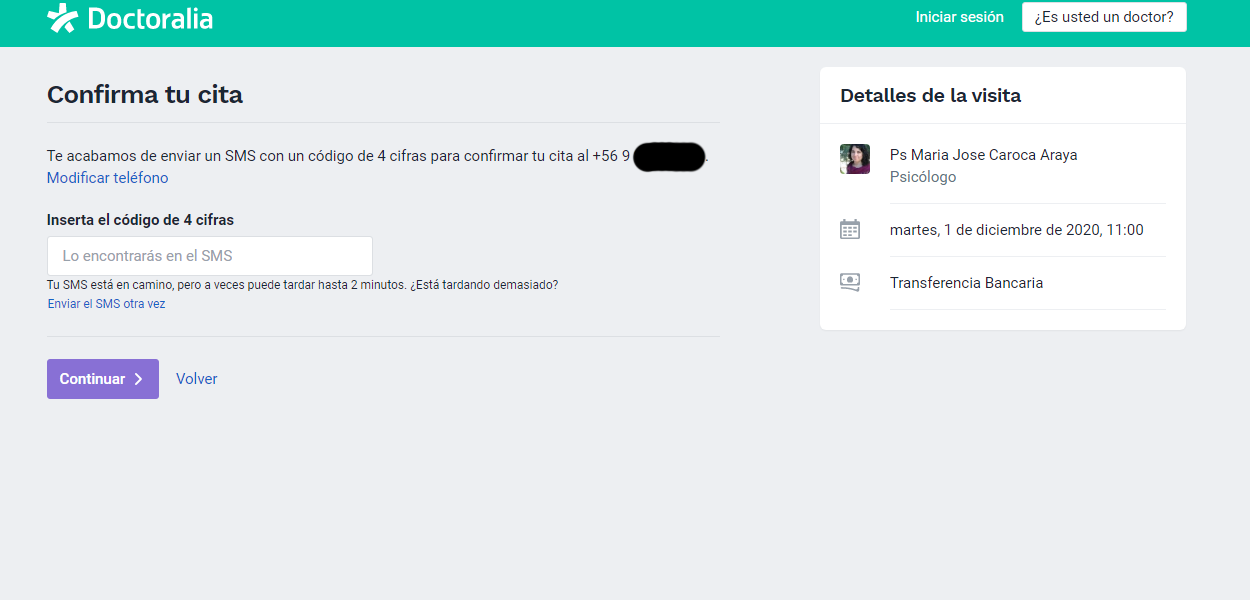 Doctoralia
Iniciar sesión
¿Es usted un doctor?
Confirma tu cita
Te acabamos de enviar un SMS con un código de 4 cifras para confirmar tu cita al +56 9 .
Modificar teléfono
Inserta el código de 4 cifras
Lo encontrarás en el SMS
Tu SMS está en camino, pero a veces puede tardar hasta 2 minutos. ¿Está tardando demasiado?
Enviar el SMS otra vez
Continuar
Volver
Detalles de la visita
Ps Maria Jose Caroca Araya
Psicólogo
martes, 1 de diciembre de 2020, 11:00
Transferencia Bancaria